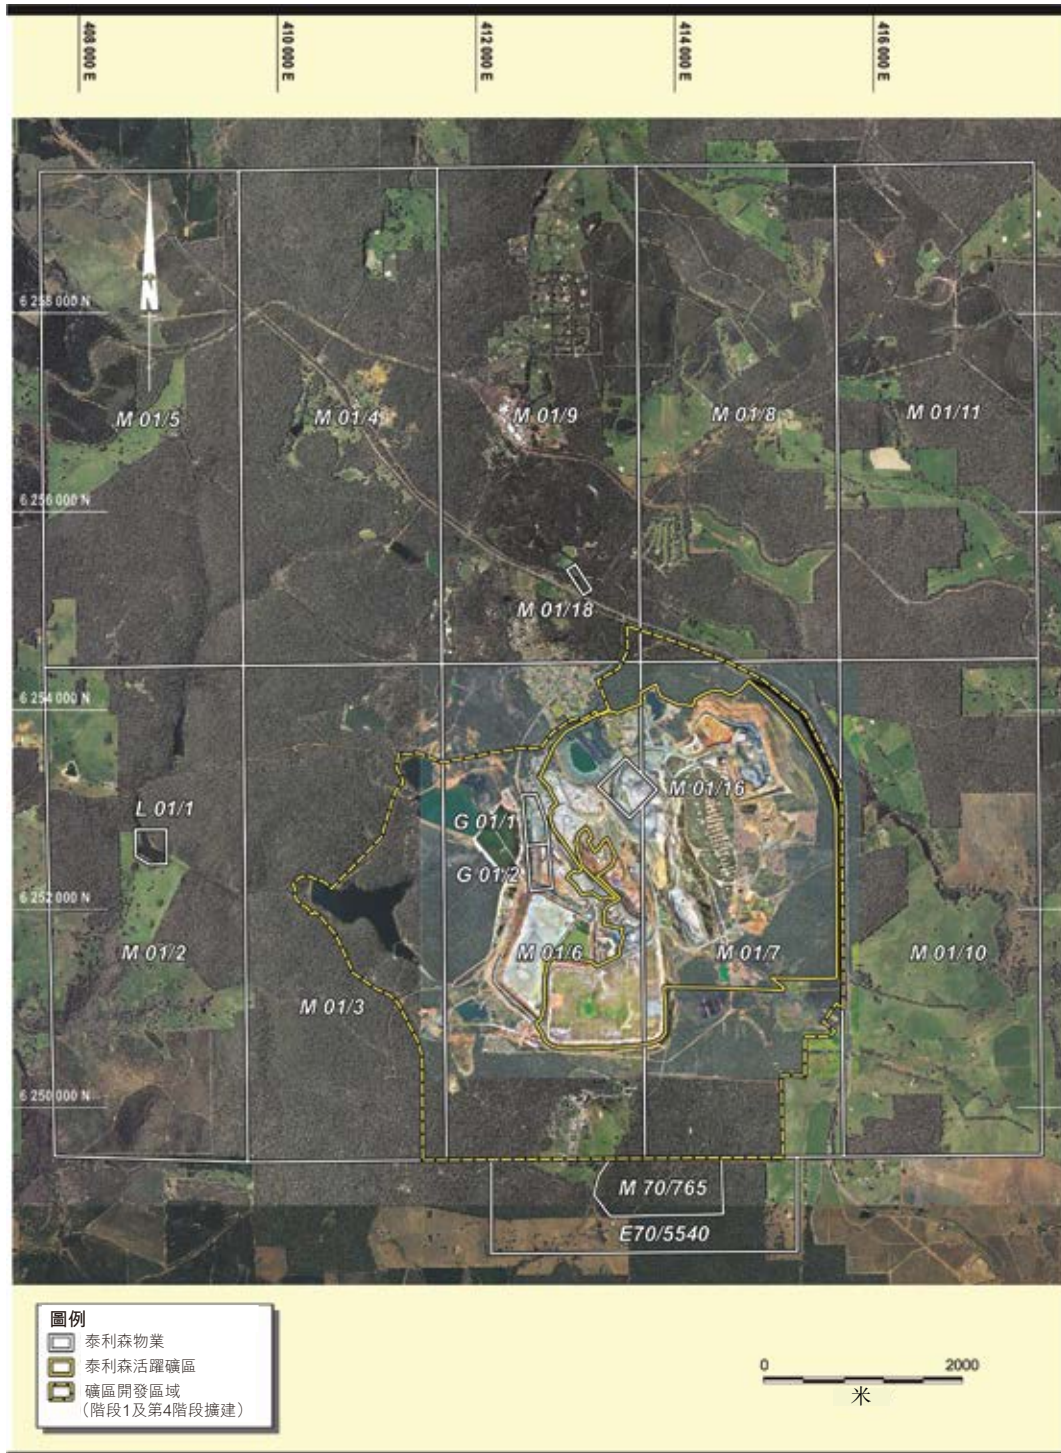 408 000 E
410 000 E
412 000 E
414 000 E
416 000 E
N
6 258 000 N
M 01/5
M 01/4
M 01/9
M 01/8
M 01/11
6 256 000 N
M 01/18
6 254 000 N
M 01/16
L 01/1
G 01/1
G 01/2
6 252 000 N
M 01/2
M 01/6
M 01/7
M 01/10
M 01/3
6 250 000 N
M 70/765
E70/5540
圖例
泰利森物業
泰利森活躍礦區
礦區開發區域
（階段1及第4階段擴建）
0 2000
米